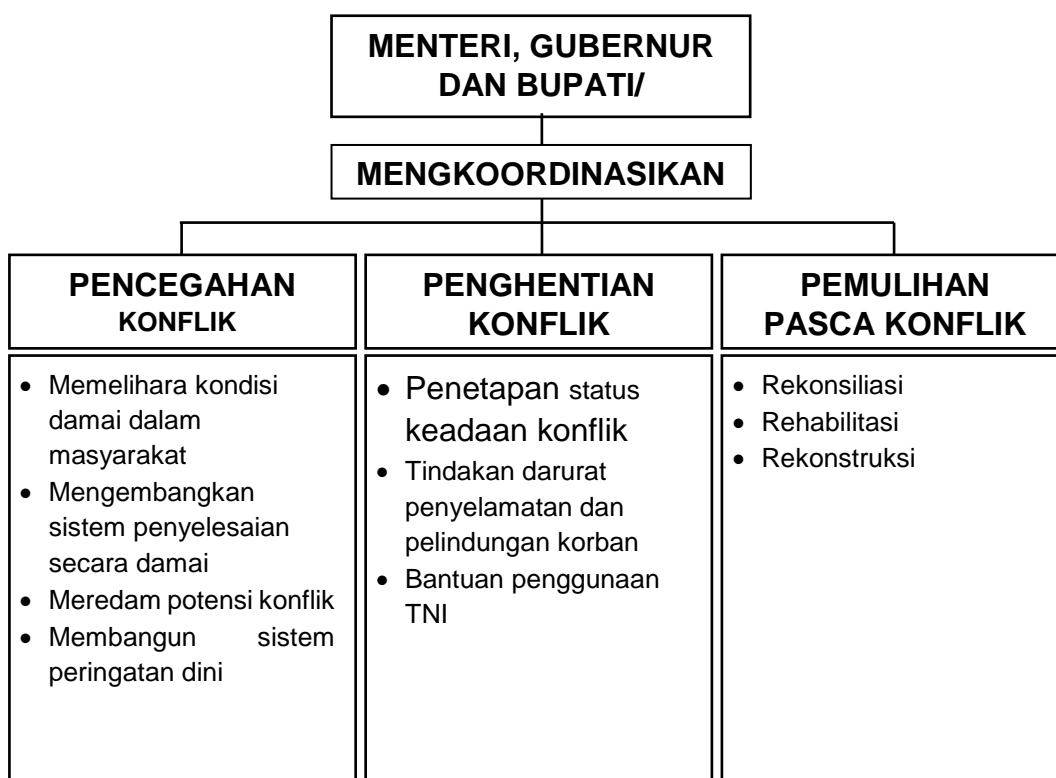 MENTERI, GUBERNUR
DAN BUPATI/
MENGKOORDINASIKAN
PENCEGAHAN
KONFLIK
• Memelihara kondisi
damai dalam
masyarakat
• Mengembangkan
sistem penyelesaian
secara damai
• Meredam potensi konflik
• Membangun sistem
peringatan dini
PENGHENTIAN
KONFLIK
• Penetapan status
keadaan konflik
• Tindakan darurat
penyelamatan dan
pelindungan korban
• Bantuan penggunaan
TNI
PEMULIHAN
PASCA KONFLIK
• Rekonsiliasi
• Rehabilitasi
• Rekonstruksi